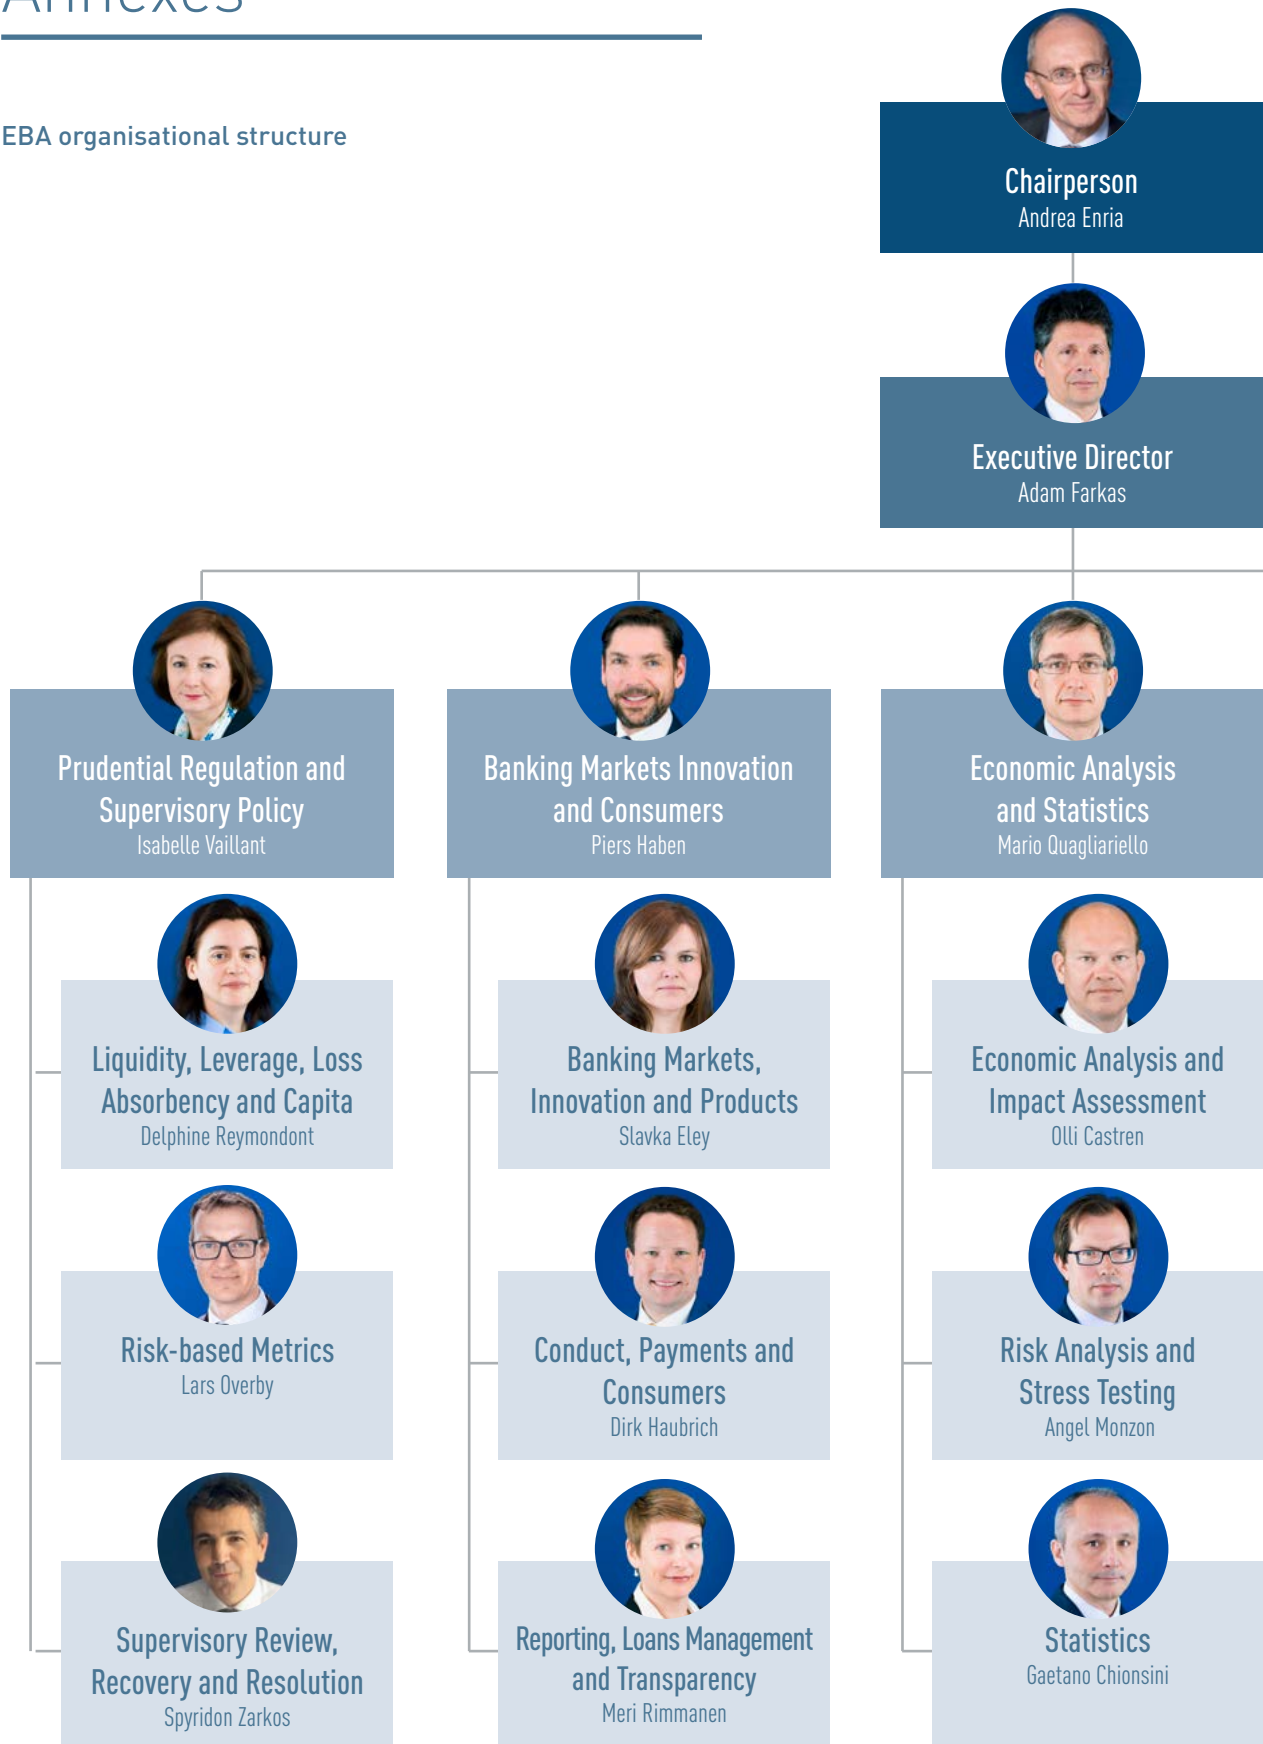 Annexes
EBA organisational structure
Chairperson
Andrea Enria
Executive Director
Adam Farkas
Prudential Regulation and
Supervisory Policy
Isabelle Vaillant
Banking Markets Innovation
and Consumers
Piers Haben
Economic Analysis
and Statistics
Mario Quagliariello
Liquidity, Leverage, Loss
Absorbency and Capita
Delphine Reymondont
Banking Markets,
Innovation and Products
Slavka Eley
Economic Analysis and
Impact Assessment
Olli Castren
Risk-based Metrics
Lars Overby
Conduct, Payments and
Consumers
Dirk Haubrich
Risk Analysis and
Stress Testing
Angel Monzon
Supervisory Review,
Recovery and Resolution
Spyridon Zarkos
Reporting, Loans Management
and Transparency
Meri Rimmanen
Statistics
Gaetano Chionsini